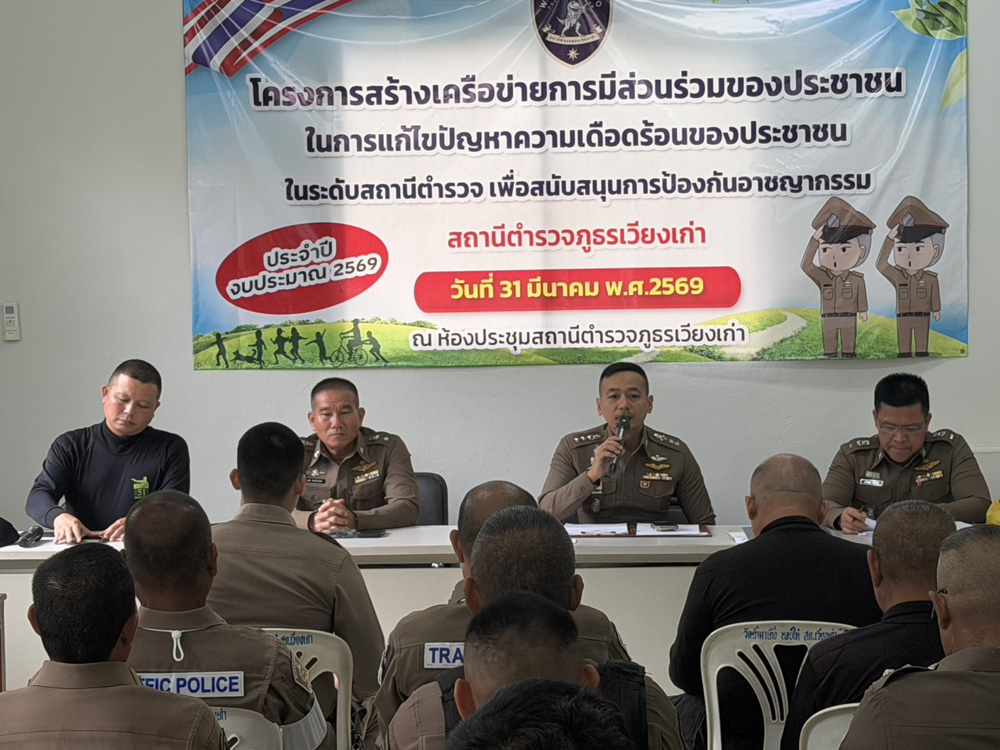 โครงการสร้างเครือข่ายการมีส่วนร่วมของประชาชน
ในการแก้ไขปัญหาความเดือดร้อนของประชาชน
ในระดับสถานีตำรวจ เพื่อสนับสนุนการป้องกันอาชญากรรม
สถานีตำรวจภูธรเวียงเก่า
ประจำปี
งบประมาณ 2569
วันที่ 31 มีนาคม พ.ศ.2569
ณ ห้องประชุมสถานีตำรวจภูธรเวียงเก่า
51
สภ.เวียงเก่า
FIC POLICE
TRA